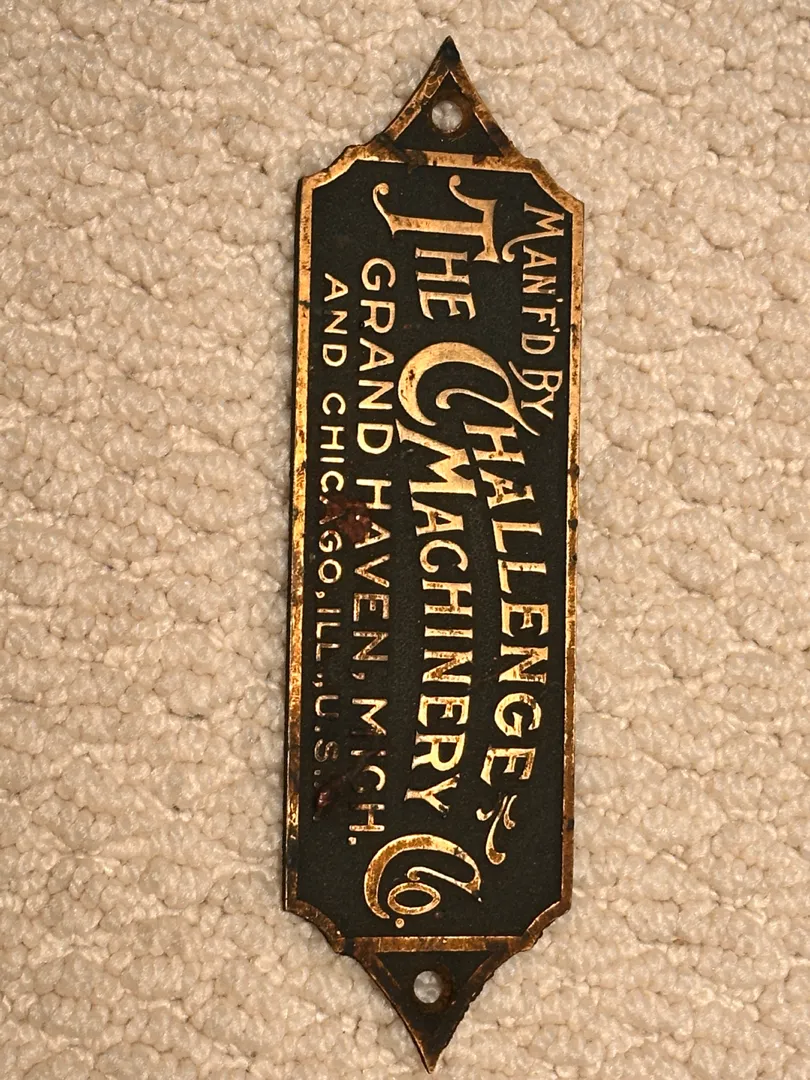 MAN'F'D BY
THE CHALLENGE
MACHINERY CO.
GRAND HAVEN, MICH.
AND CHICAGO, ILL., U.S.A.